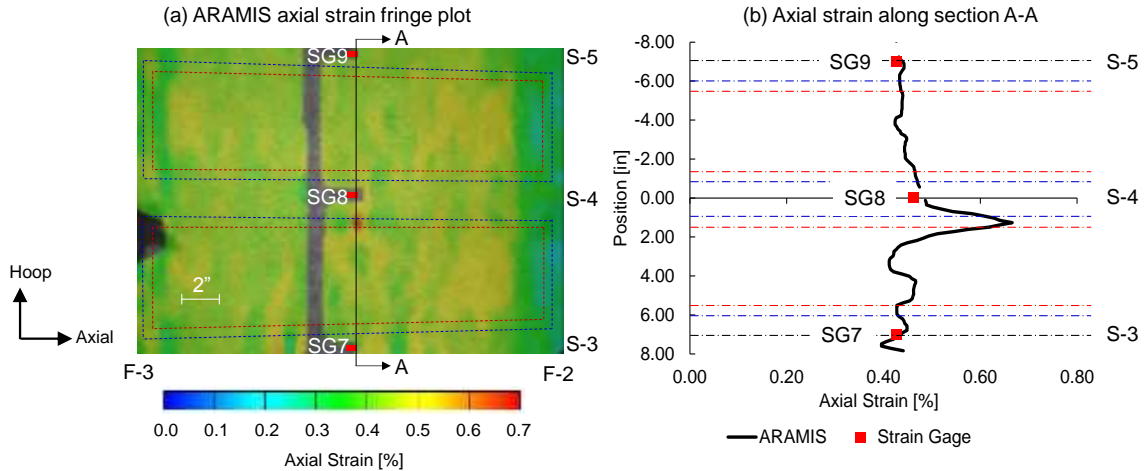 (a) ARAMIS axial strain fringe plot
A
SG9
S-5
SG8
S-4
2”
Hoop
Axial
SG7
S-3
A
F-3
F-2
0.0 0.1 0.2 0.3 0.4 0.5 0.6 0.7
Axial Strain [%]
(b) Axial strain along section A-A
-8.00
SG9
S-5
-6.00
-4.00
-2.00
0.00
SG8
S-4
Position [in]
2.00
4.00
6.00
SG7
S-3
8.00
0.00 0.20 0.40 0.60 0.80
Axial Strain [%]
ARAMIS Strain Gage